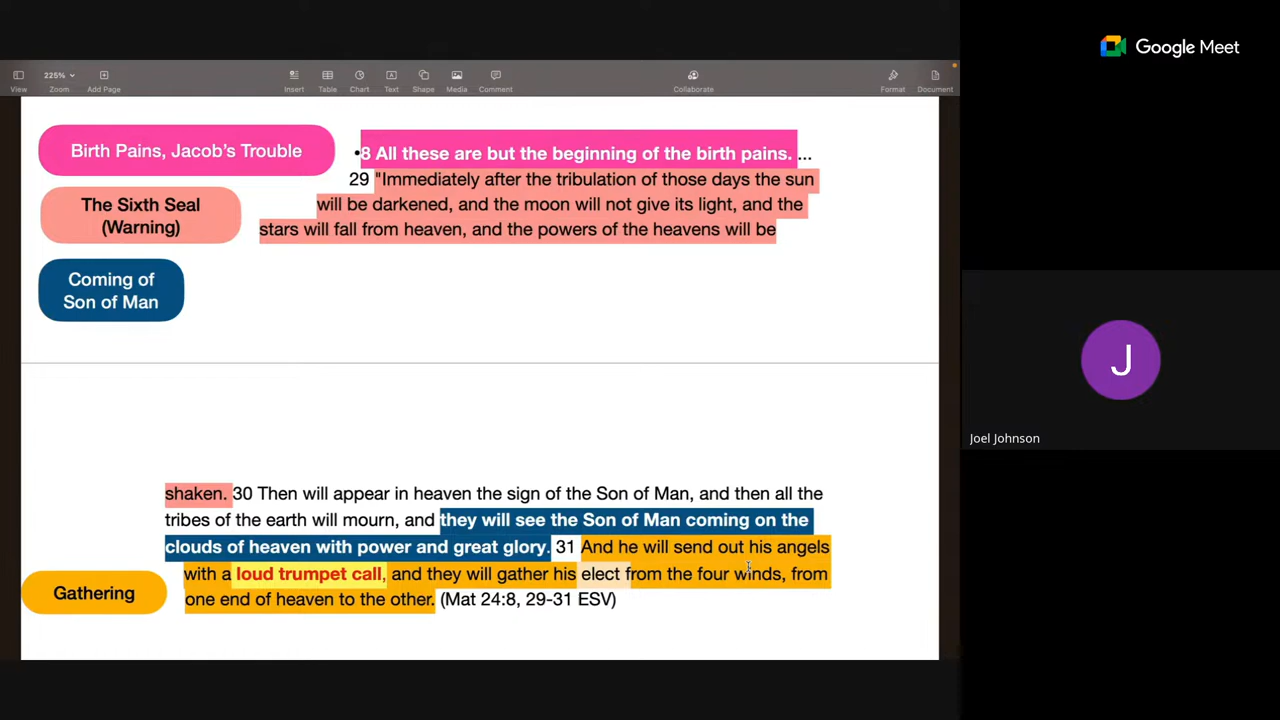 Google Meet
225%
View
Zoom
Add Page
Insert
Table
Chart
Text
Shape
Media
Comment
Collaborate
Format
Document
Birth Pains, Jacob's Trouble
•8 All these are but the beginning of the birth pains. ...
29 "Immediately after the tribulation of those days the sun
The Sixth Seal
(Warning)
will be darkened, and the moon will not give its light, and the
stars will fall from heaven, and the powers of the heavens will be
Coming of
Son of Man
J
Joel Johnson
shaken. 30 Then will appear in heaven the sign of the Son of Man, and then all the
tribes of the earth will mourn, and they will see the Son of Man coming on the
clouds of heaven with power and great glory. 31 And he will send out his angels
with a loud trumpet call, and they will gather his elect from the four winds, from
Gathering
one end of heaven to the other. (Mat 24:8, 29-31 ESV)